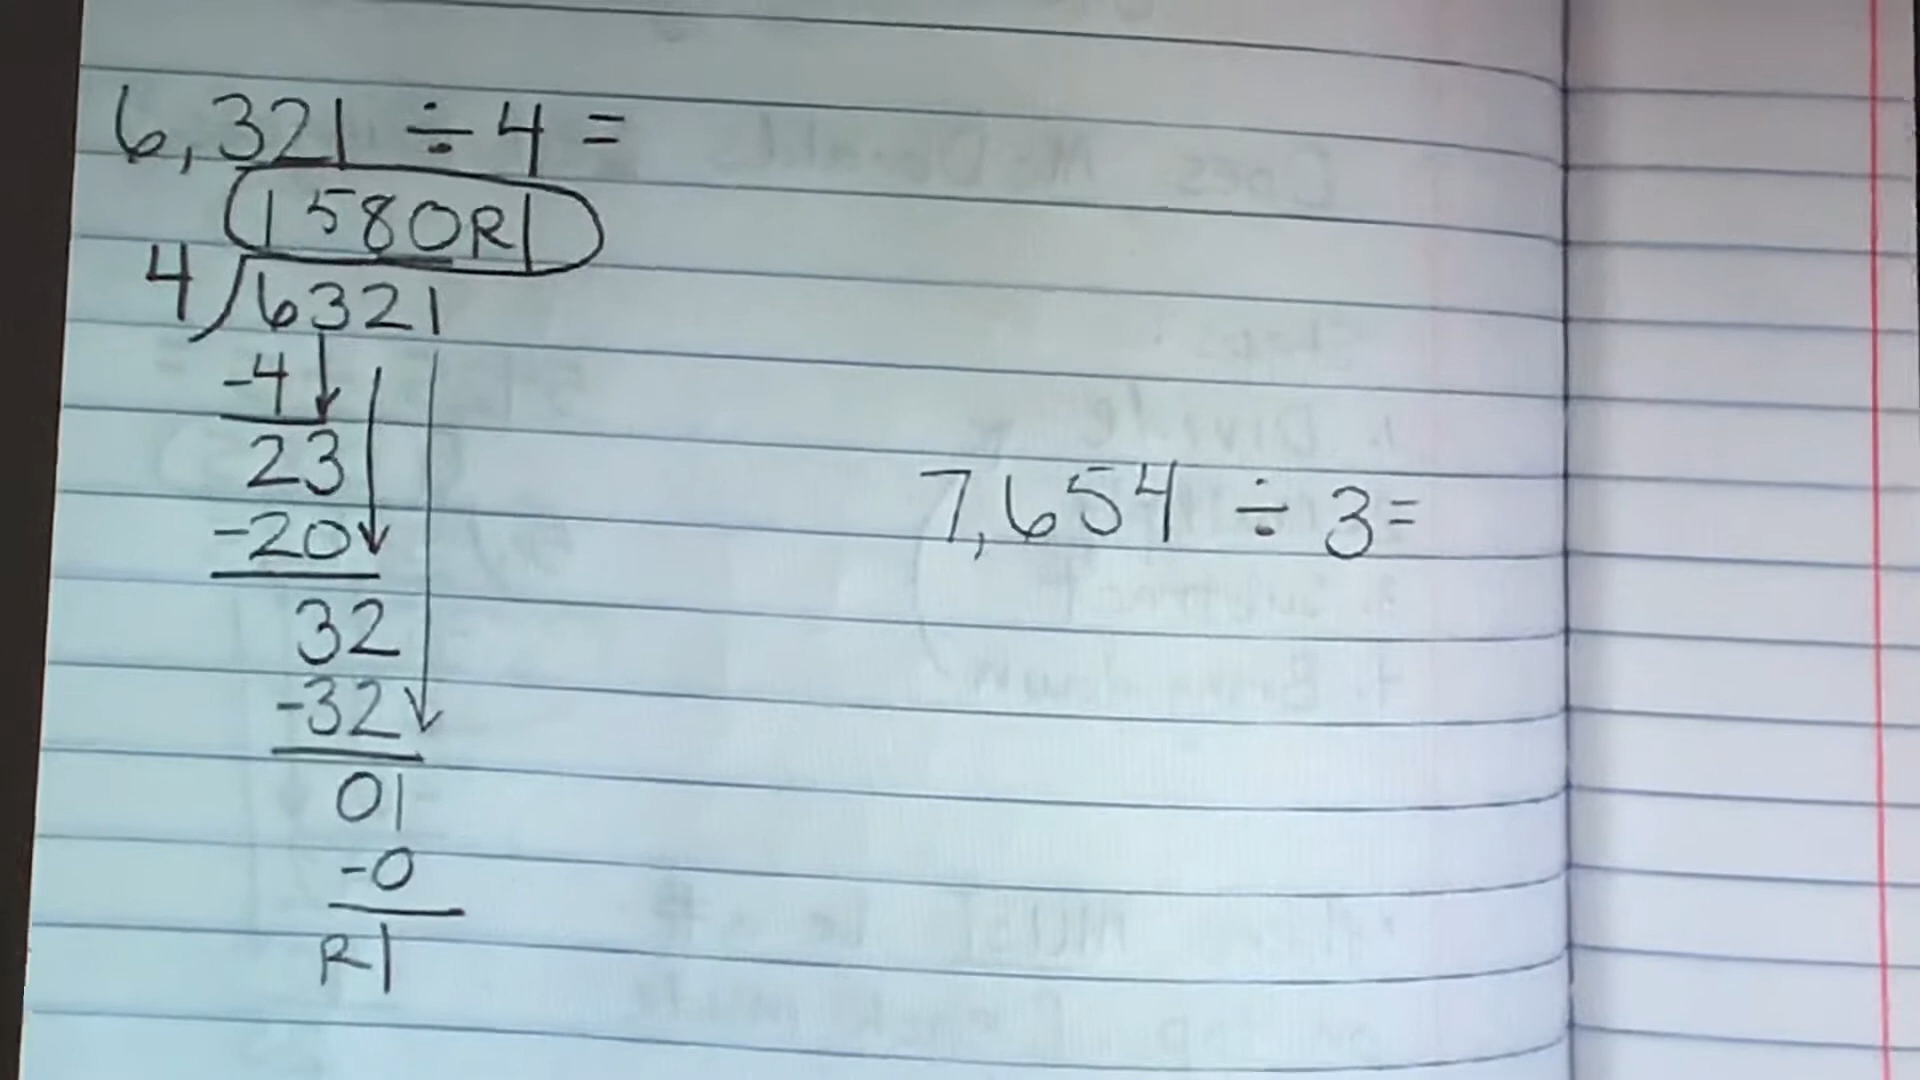 6,321 ÷ 4 =
1580R1
4 6321
-4
23
-20
32
-32
01
-0
R1
7,654 ÷ 3=